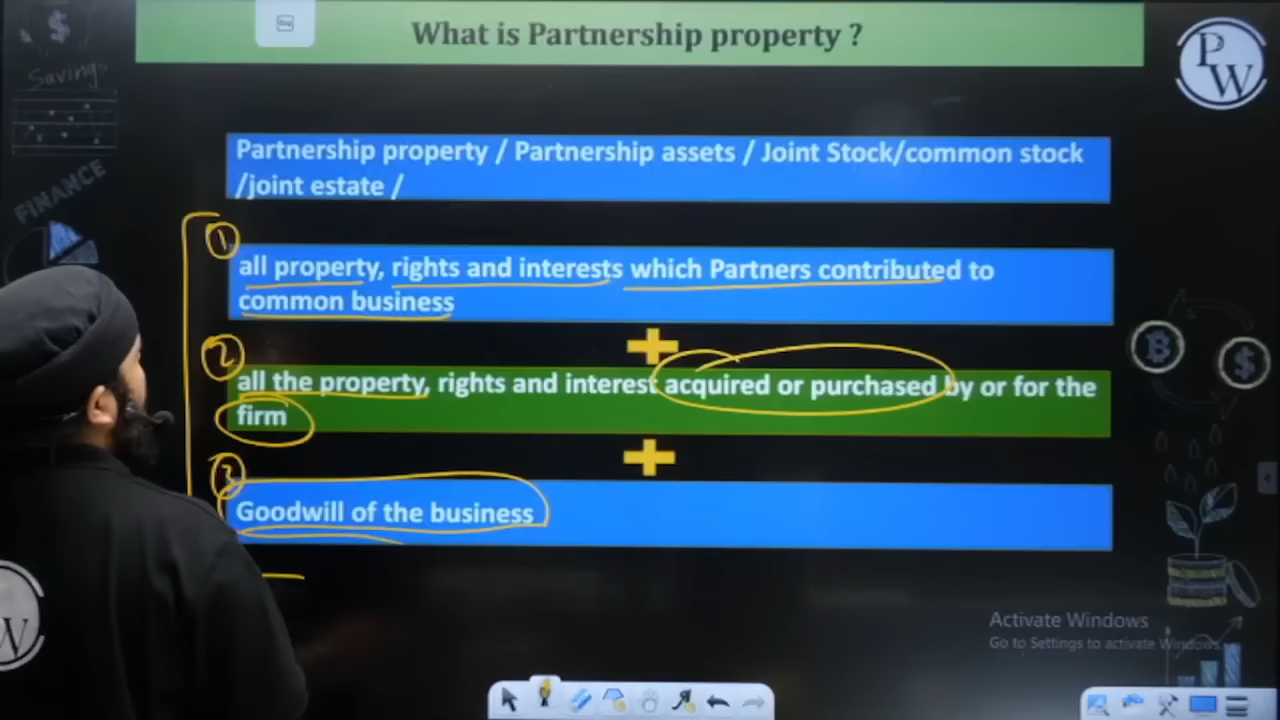 What is Partnership property ?
PW
Saving
FINANCE
Partnership property / Partnership assets / Joint Stock/common stock
/joint estate /
1
all property, rights and interests which Partners contributed to
common business
2
all the property, rights and interest acquired or purchased by or for the
firm
3
Goodwill of the business
W
Activate Windows
Go to Settings to activate Windows.